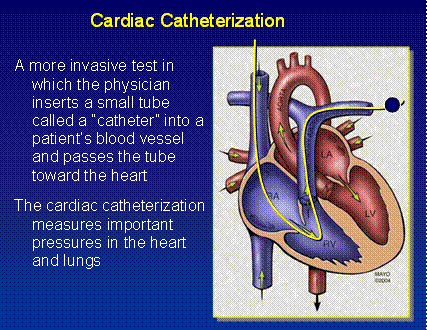 Cardiac Catheterization
A more invasive test in
which the physician
inserts a small tube
called a "catheter" into a
patient's blood vessel
and passes the tube
toward the heart
The cardiac catheterization
measures important
pressures in the heart
and lungs
RA
LA
LV
RV
MAYO
©2004